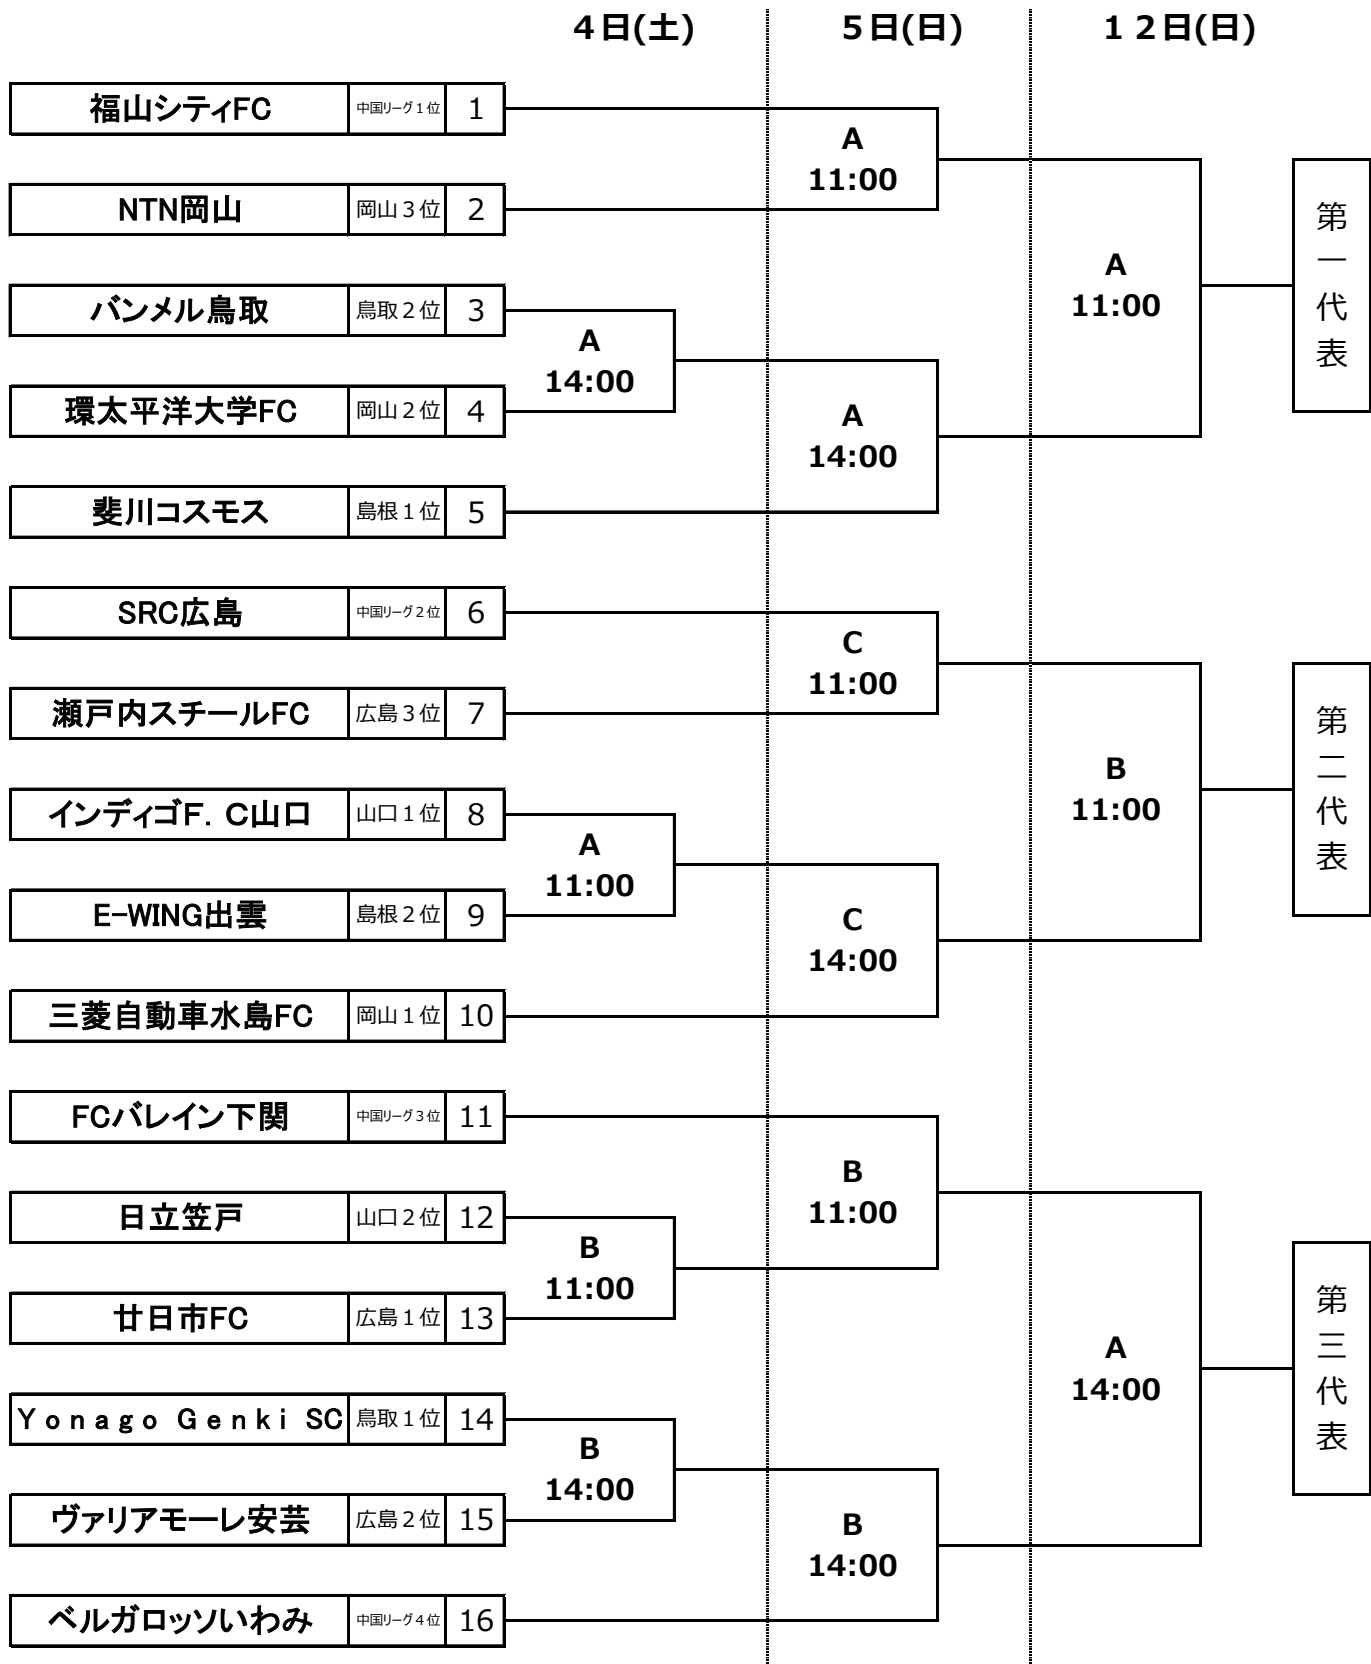 ４日(土) ５日(日) １２日(日)
福山シティFC 中国リーグ１位 1
A
11:00
NTN岡山 岡山３位 2
バンメル鳥取 鳥取２位 3
A
14:00
環太平洋大学FC 岡山２位 4
A
14:00
斐川コスモス 島根１位 5
A
11:00
第一代表
SRC広島 中国リーグ２位 6
C
11:00
瀬戸内スチールFC 広島３位 7
インディゴF．C山口 山口１位 8
A
11:00
E-WING出雲 島根２位 9
C
14:00
三菱自動車水島FC 岡山１位 10
B
11:00
第二代表
FCバレイン下関 中国リーグ３位 11
B
11:00
日立笠戸 山口２位 12
B
11:00
廿日市FC 広島１位 13
Ｙｏｎａｇｏ Ｇｅｎｋｉ SC 鳥取１位 14
B
14:00
ヴァリアモーレ安芸 広島２位 15
B
14:00
ベルガロッソいわみ 中国リーグ４位 16
A
14:00
第三代表